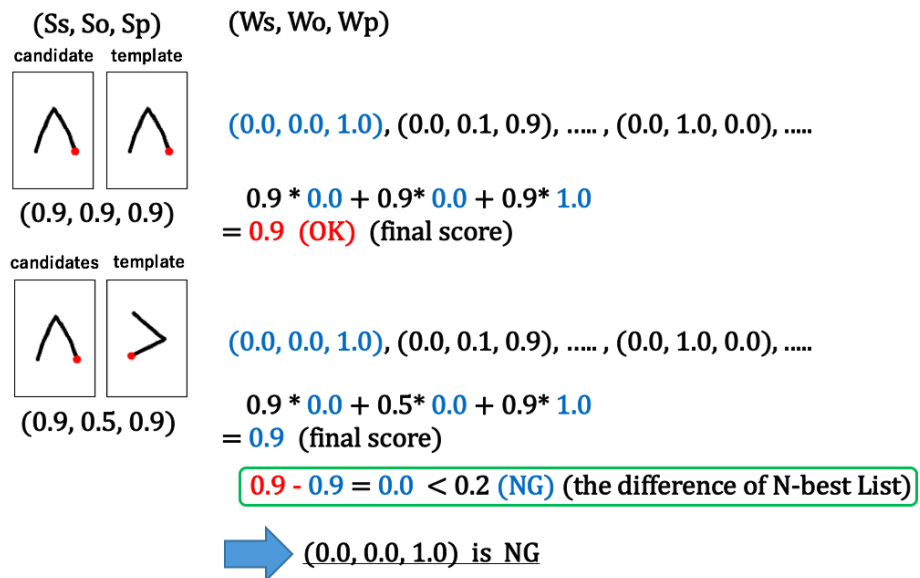 (Ss, So, Sp) (Ws, Wo, Wp)
candidate template
(0.0, 0.0, 1.0), (0.0, 0.1, 0.9), ..... , (0.0, 1.0, 0.0), .....
0.9 * 0.0 + 0.9* 0.0 + 0.9* 1.0
(0.9, 0.9, 0.9)
= 0.9 (OK) (final score)
candidates template
(0.0, 0.0, 1.0), (0.0, 0.1, 0.9), ..... , (0.0, 1.0, 0.0), .....
0.9 * 0.0 + 0.5* 0.0 + 0.9* 1.0
(0.9, 0.5, 0.9)
= 0.9 (final score)
0.9 - 0.9 = 0.0 < 0.2 (NG) (the difference of N-best List)
(0.0, 0.0, 1.0) is NG